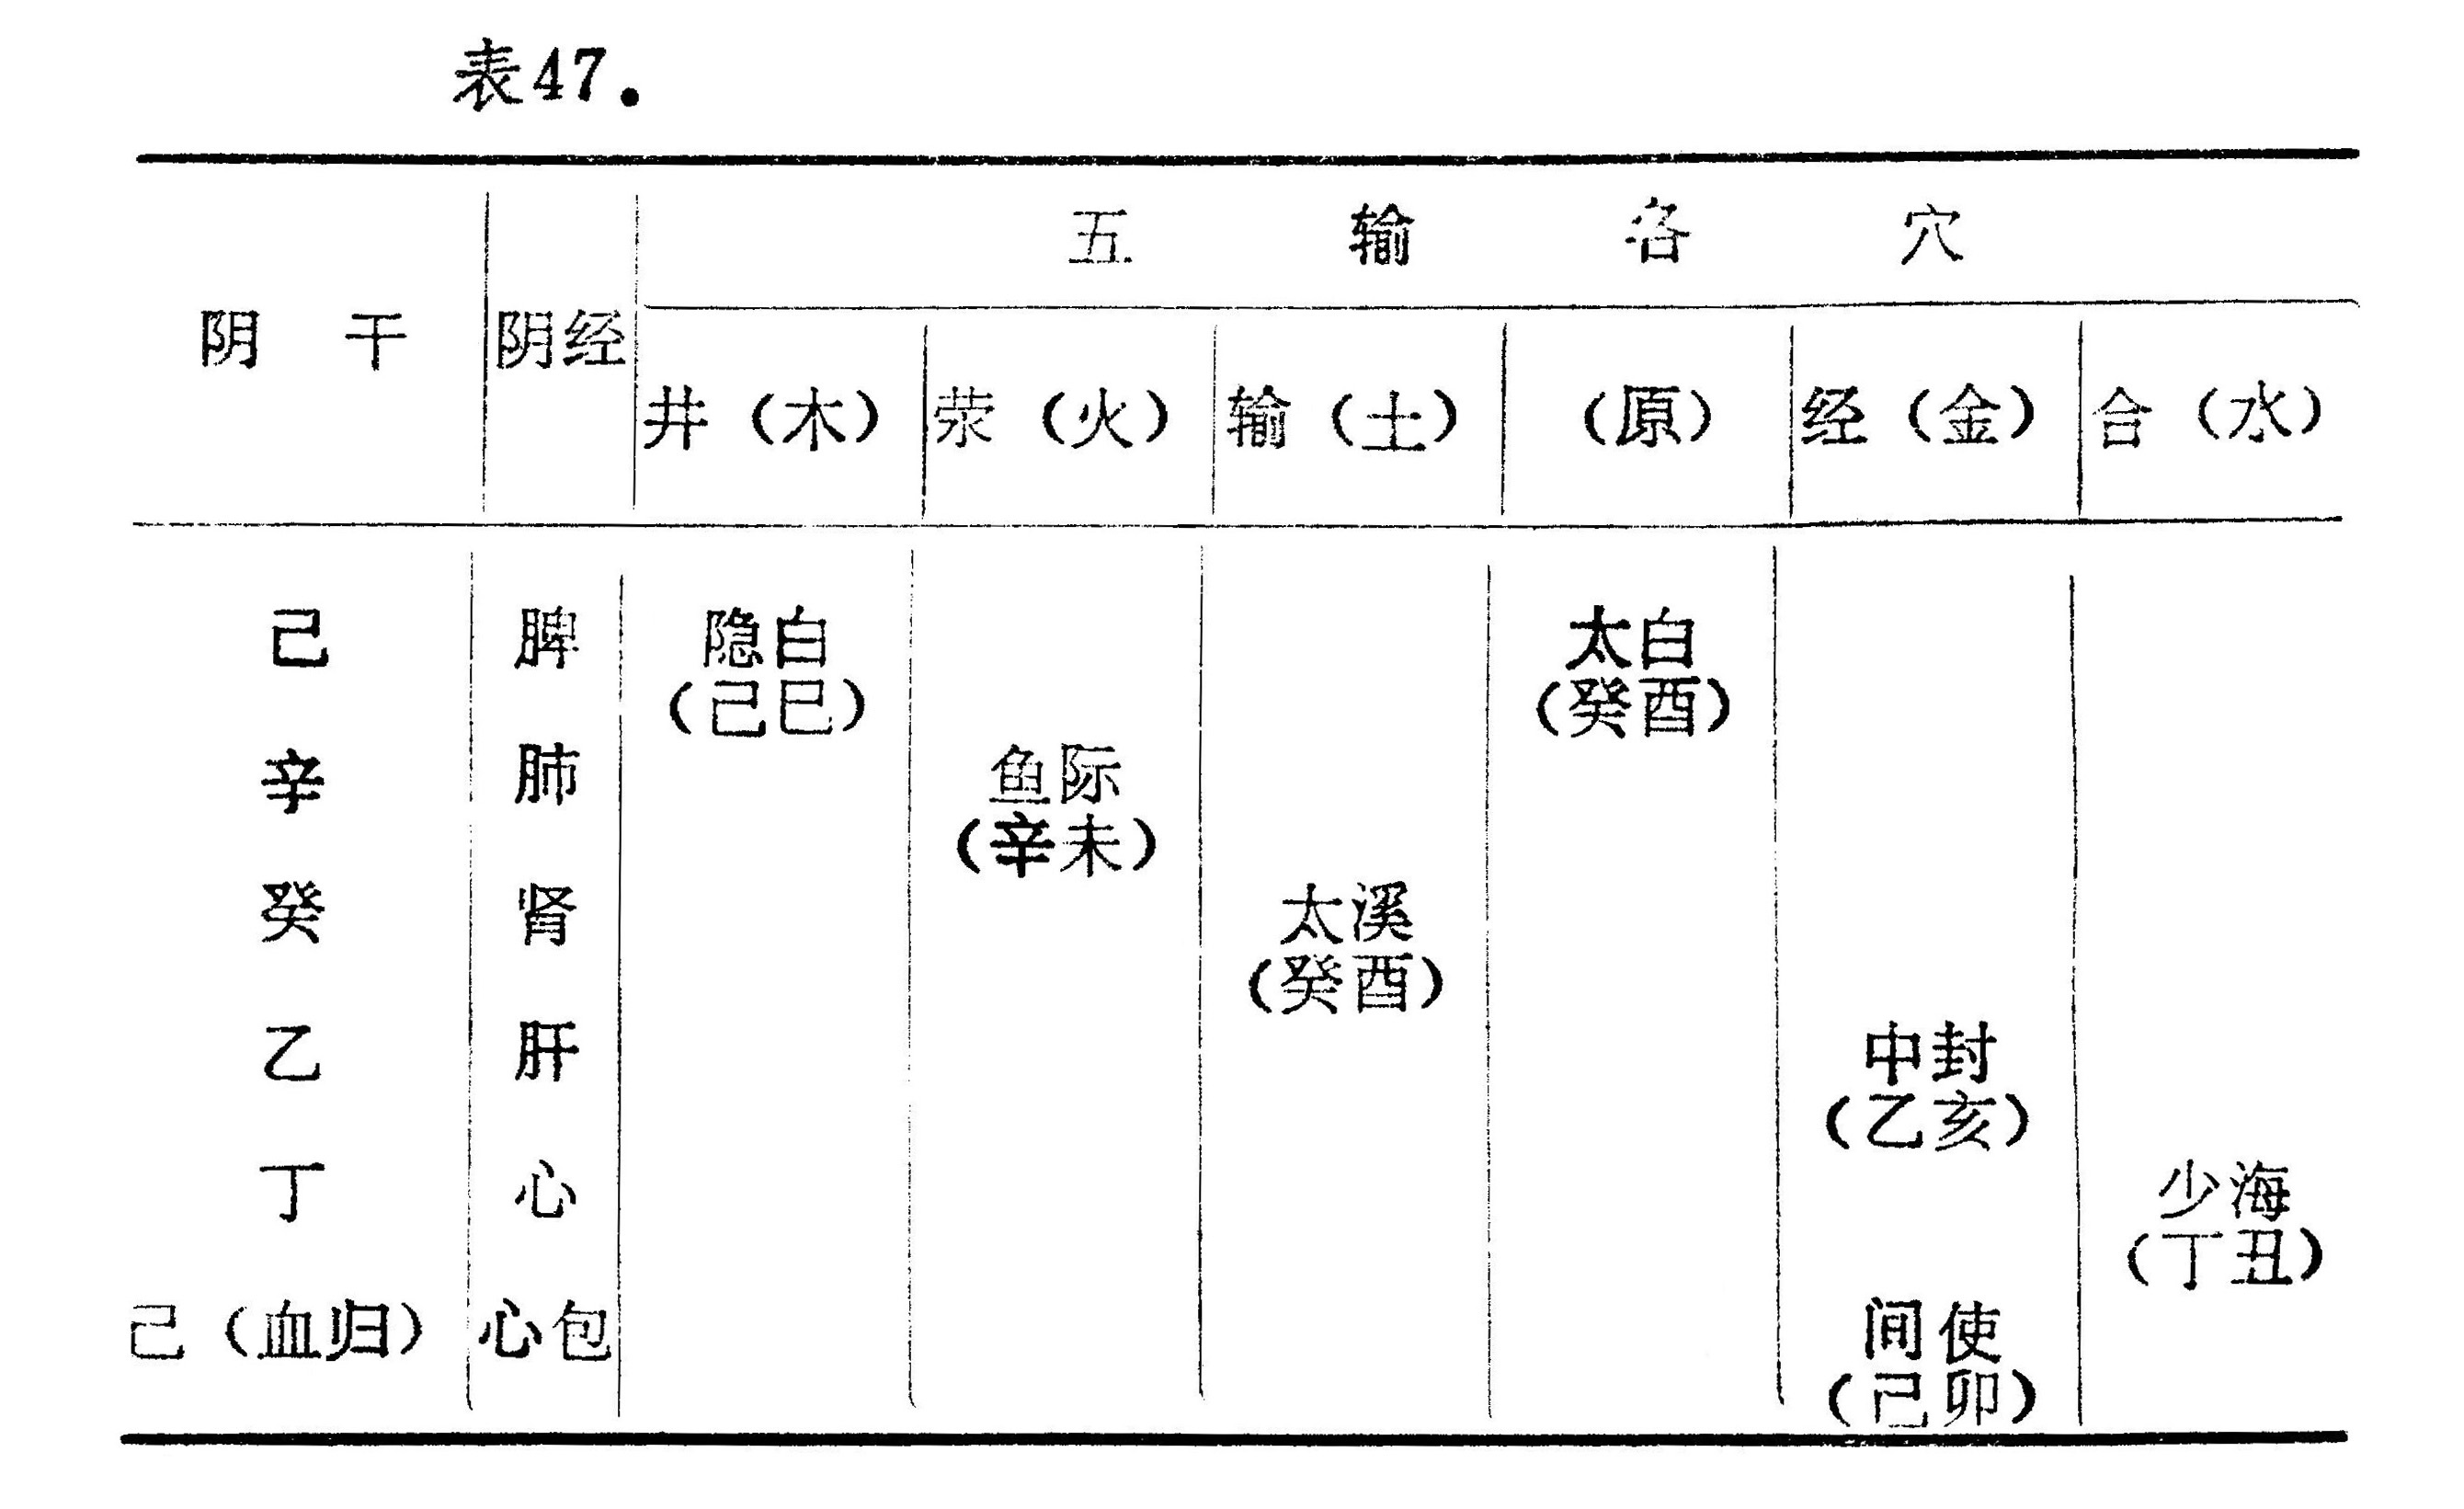 表47.
五 输 各 穴
阴 干 阴经
井（木） 荥（火） 输（土） （原） 经（金） 合（水）
己 脾 隐白 太白
（己巳） （癸酉）
辛 肺 鱼际
（辛未）
癸 肾 太溪
（癸酉）
乙 肝 中封
（乙亥）
丁 心 少海
（丁丑）
己（血归） 心包 间使
（己卯）